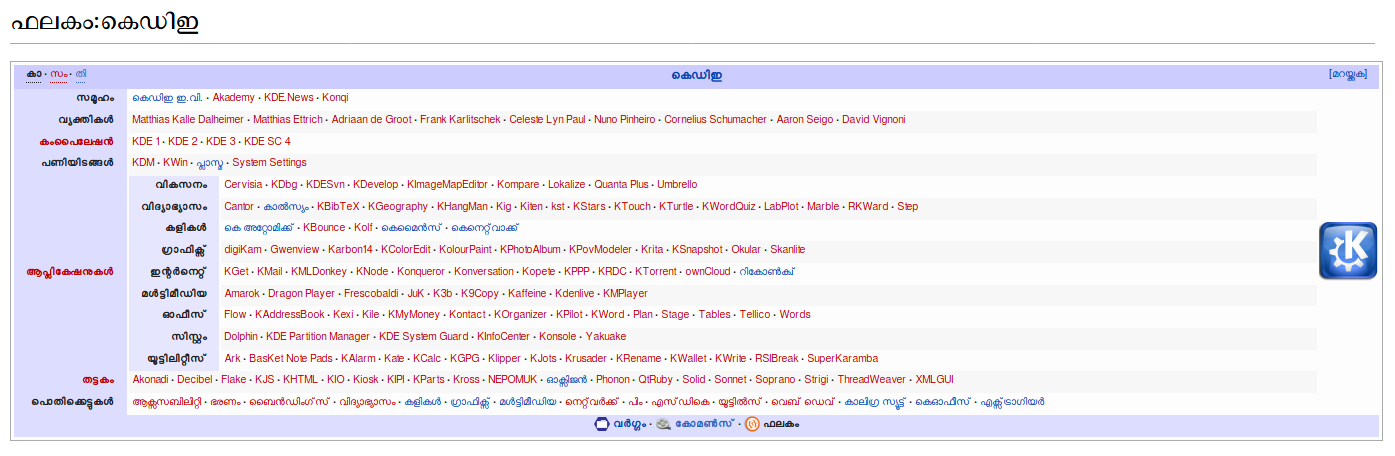 ഫലകം:കെഡിഇ
കാ · സം · തി കെഡിഇ [മറയ്ക്കുക]
സമൂഹം കെഡിഇ ഇ.വി. · Akademy · KDE.News · Konqi
വ്യക്തികൾ Matthias Kalle Dalheimer · Matthias Ettrich · Adriaan de Groot · Frank Karlitschek · Celeste Lyn Paul · Nuno Pinheiro · Cornelius Schumacher · Aaron Seigo · David Vignoni
കംപൈലേഷൻ KDE 1 · KDE 2 · KDE 3 · KDE SC 4
പണിയിടങ്ങൾ KDM · KWin · പ്ലാസ്മ · System Settings
ആപ്ലികേഷനുകൾ
വികസനം Cervisia · KDbg · KDESvn · KDevelop · KImageMapEditor · Kompare · Lokalize · Quanta Plus · Umbrello
വിദ്യാഭ്യാസം Cantor · കാൽസ്യം · KBibTeX · KGeography · KHangMan · Kig · Kiten · kst · KStars · KTouch · KTurtle · KWordQuiz · LabPlot · Marble · RKWard · Step
കളികൾ കെ അറ്റോമിക്ക് · KBounce · Kolf · കെമൈൻസ് · കെനെറ്റ്‌വാക്ക്
ഗ്രാഫിക്സ് digiKam · Gwenview · Karbon14 · KColorEdit · KolourPaint · KPhotoAlbum · KPovModeler · Krita · KSnapshot · Okular · Skanlite
ഇന്റർനെറ്റ് KGet · KMail · KMLDonkey · KNode · Konqueror · Konversation · Kopete · KPPP · KRDC · KTorrent · ownCloud · റികോൺക്
മൾട്ടിമീഡിയ Amarok · Dragon Player · Frescobaldi · JuK · K3b · K9Copy · Kaffeine · Kdenlive · KMPlayer
ഓഫീസ് Flow · KAddressBook · Kexi · Kile · KMyMoney · Kontact · KOrganizer · KPilot · KWord · Plan · Stage · Tables · Tellico · Words
സിസ്റ്റം Dolphin · KDE Partition Manager · KDE System Guard · KInfoCenter · Konsole · Yakuake
യൂട്ടിലിറ്റീസ് Ark · BasKet Note Pads · KAlarm · Kate · KCalc · KGPG · Klipper · KJots · Krusader · KRename · KWallet · KWrite · RSIBreak · SuperKaramba
തട്ടകം Akonadi · Decibel · Flake · KJS · KHTML · KIO · Kiosk · KIPI · KParts · Kross · NEPOMUK · ഓക്സിജൻ · Phonon · QtRuby · Solid · Sonnet · Soprano · Strigi · ThreadWeaver · XMLGUI
പൊതിക്കെട്ടുകൾ ആക്സസബിലിറ്റി · ഭരണം · ബൈൻഡിംഗ്സ് · വിദ്യാഭ്യാസം · കളികൾ · ഗ്രാഫിക്സ് · മൾട്ടിമീഡിയ · നെറ്റ്‌വർക്ക് · പിം · എസ്ഡികെ · യൂട്ടിൽസ് · വെബ് ഡെവ് · കാലിഗ്ര സ്യൂട്ട് · കെഓഫീസ് · എക്സ്ട്രാഗിയർ
വർഗ്ഗം · കോമൺസ് · ഫലകം